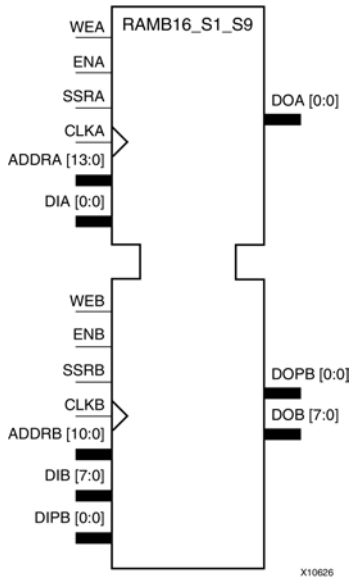 WEA
RAMB16_S1_S9
ENA
SSRA
DOA [0:0]
CLKA
ADDRA [13:0]
DIA [0:0]
WEB
ENB
SSRB
DOPB [0:0]
CLKB
DOB [7:0]
ADDRB [10:0]
DIB [7:0]
DIPB [0:0]
X10626